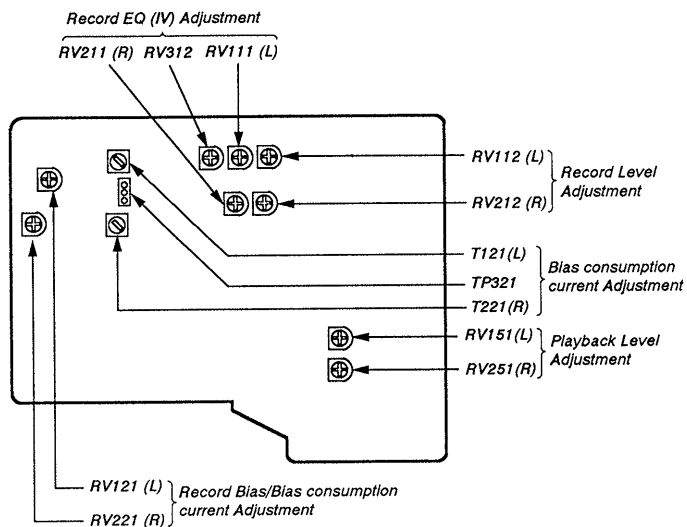 Record EQ (IV) Adjustment
RV211 (R) RV312 RV111 (L)
RV112 (L)
RV212 (R)
Record Level
Adjustment
T121(L)
TP321
T221(R)
Bias consumption
current Adjustment
RV151(L)
RV251(R)
Playback Level
Adjustment
RV121 (L)
RV221 (R)
Record Bias/Bias consumption
current Adjustment